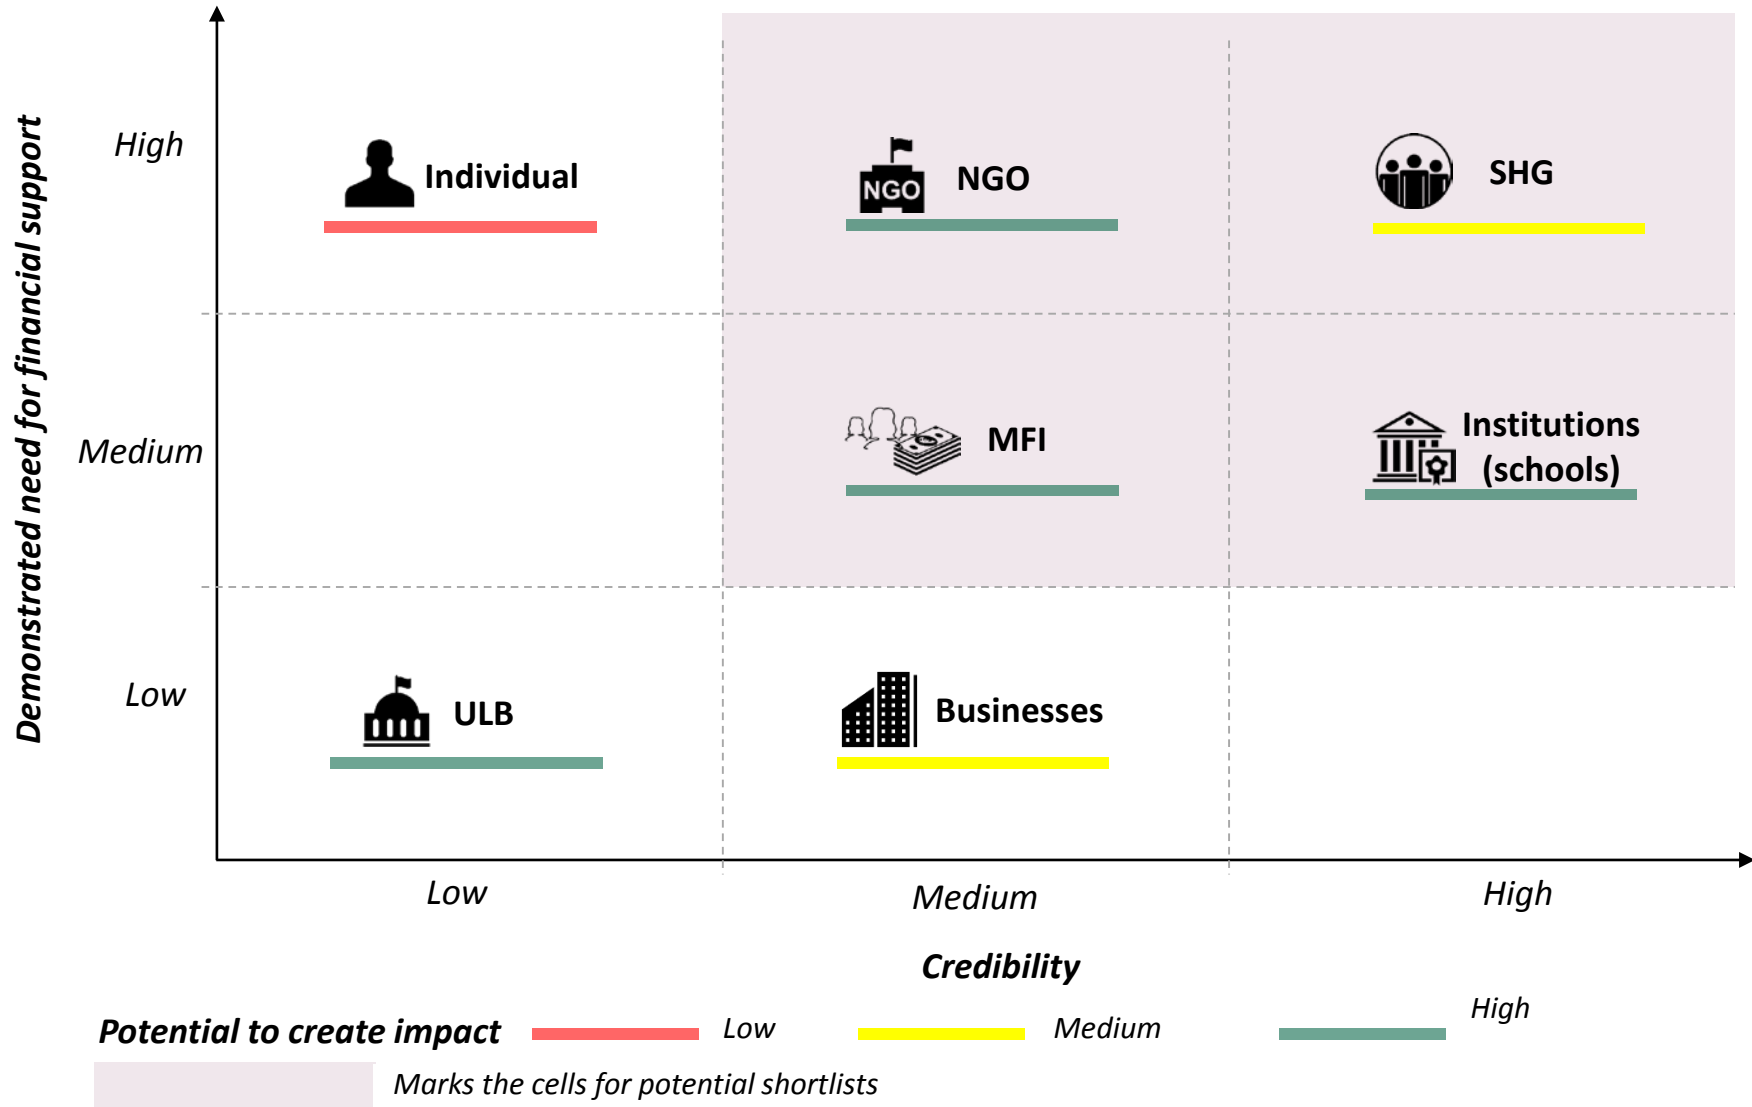 Demonstrated need for financial support
High
Individual
NGO
NGO
SHG
Medium
MFI
Institutions
(schools)
Low
ULB
Businesses
Low
Medium
High
Credibility
Potential to create impact
Low
Medium
High
Marks the cells for potential shortlists